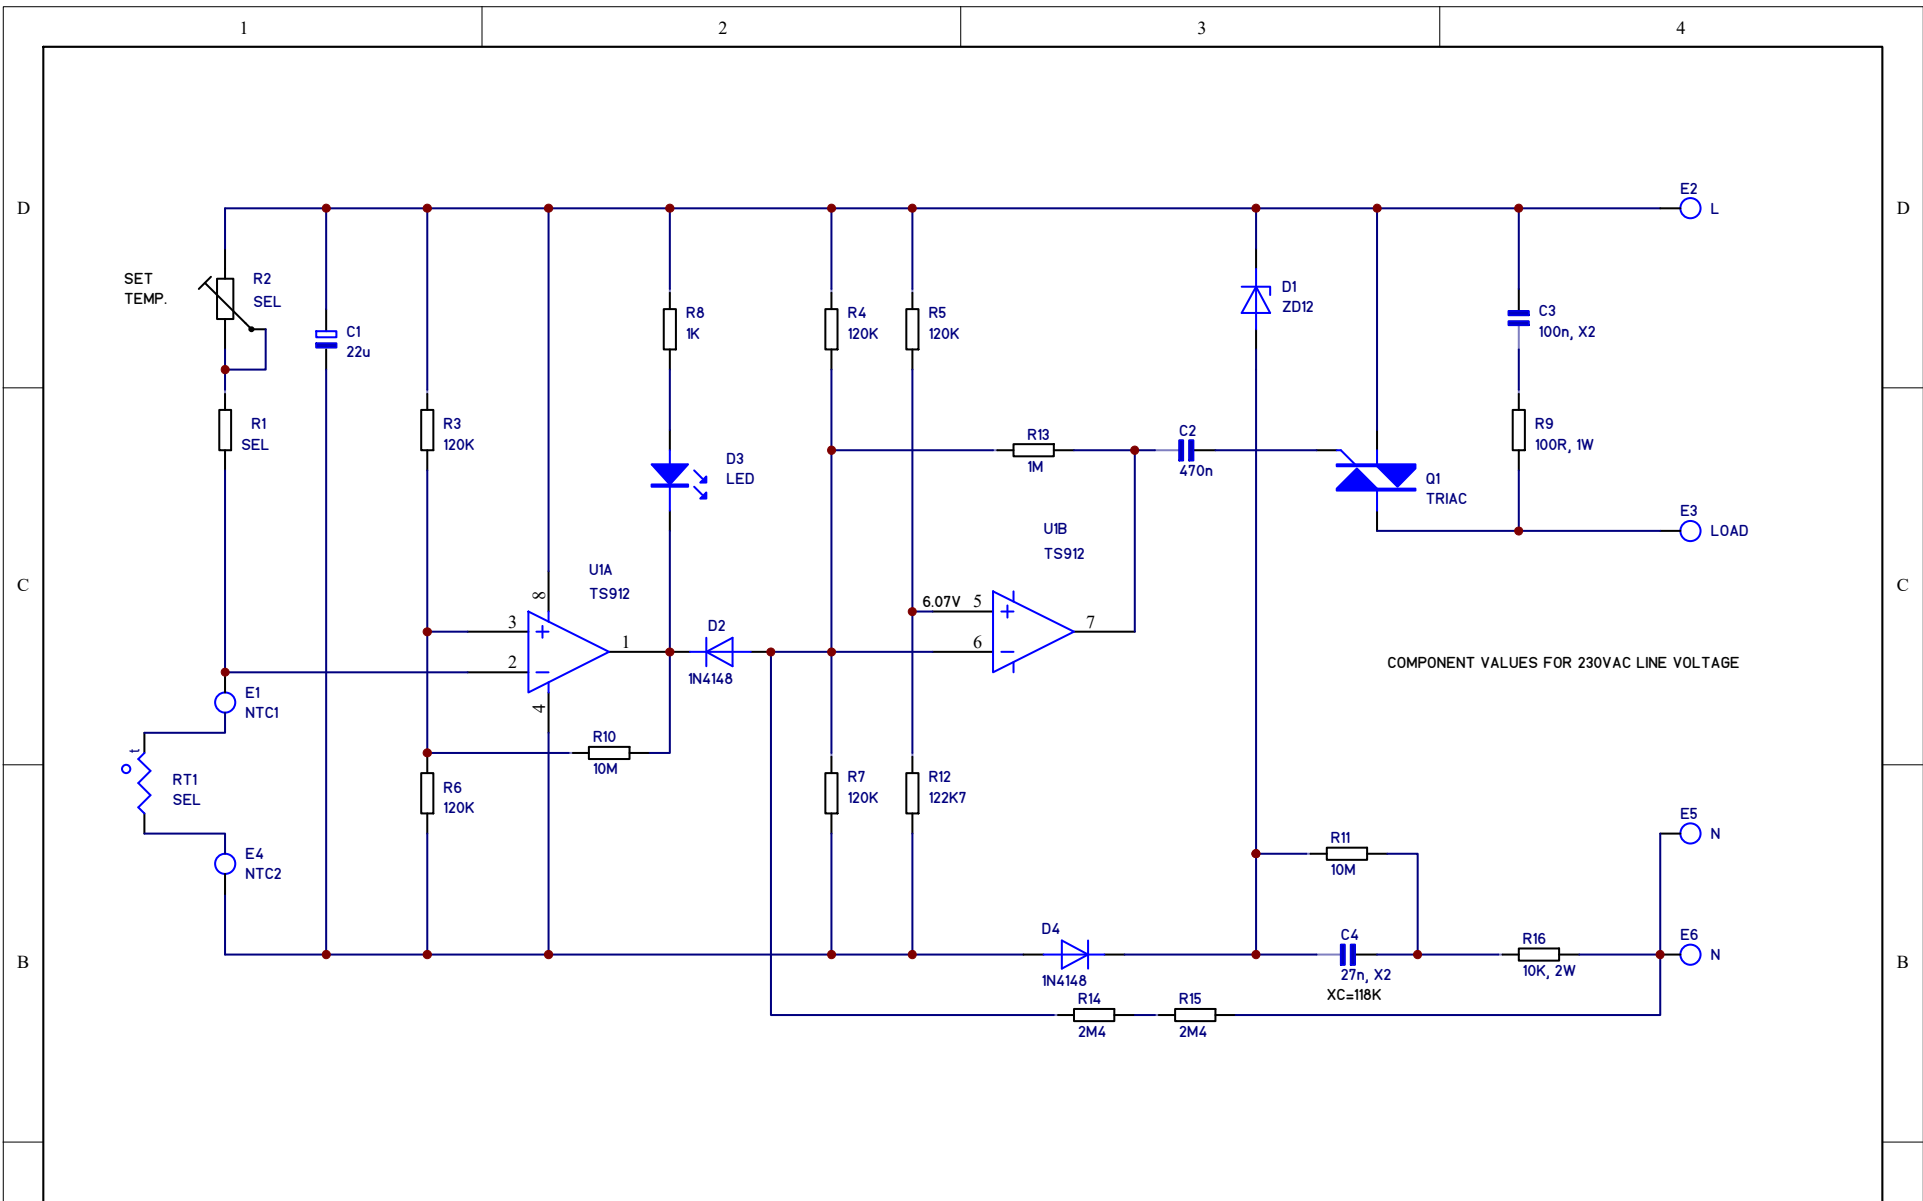 1 2 3 4
D D
E2
L
SET
TEMP.
R2
SEL
C1
22u
R8
1K
R4
120K
R5
120K
D1
ZD12
C3
100n, X2
R1
SEL
R3
120K
D3
LED
R13
1M
C2
470n
Q1
TRIAC
R9
100R, 1W
E3
LOAD
U1B
TS912
C C
U1A
TS912
8
3
2
1
4
D2
1N4148
6.07V 5
6
7
COMPONENT VALUES FOR 230VAC LINE VOLTAGE
E1
NTC1
t
RT1
SEL
R10
10M
R6
120K
R7
120K
R12
122K7
E4
NTC2
E5
N
R11
10M
B B
D4
1N4148
C4
27n, X2
XC=118K
R16
10K, 2W
E6
N
R14
2M4
R15
2M4